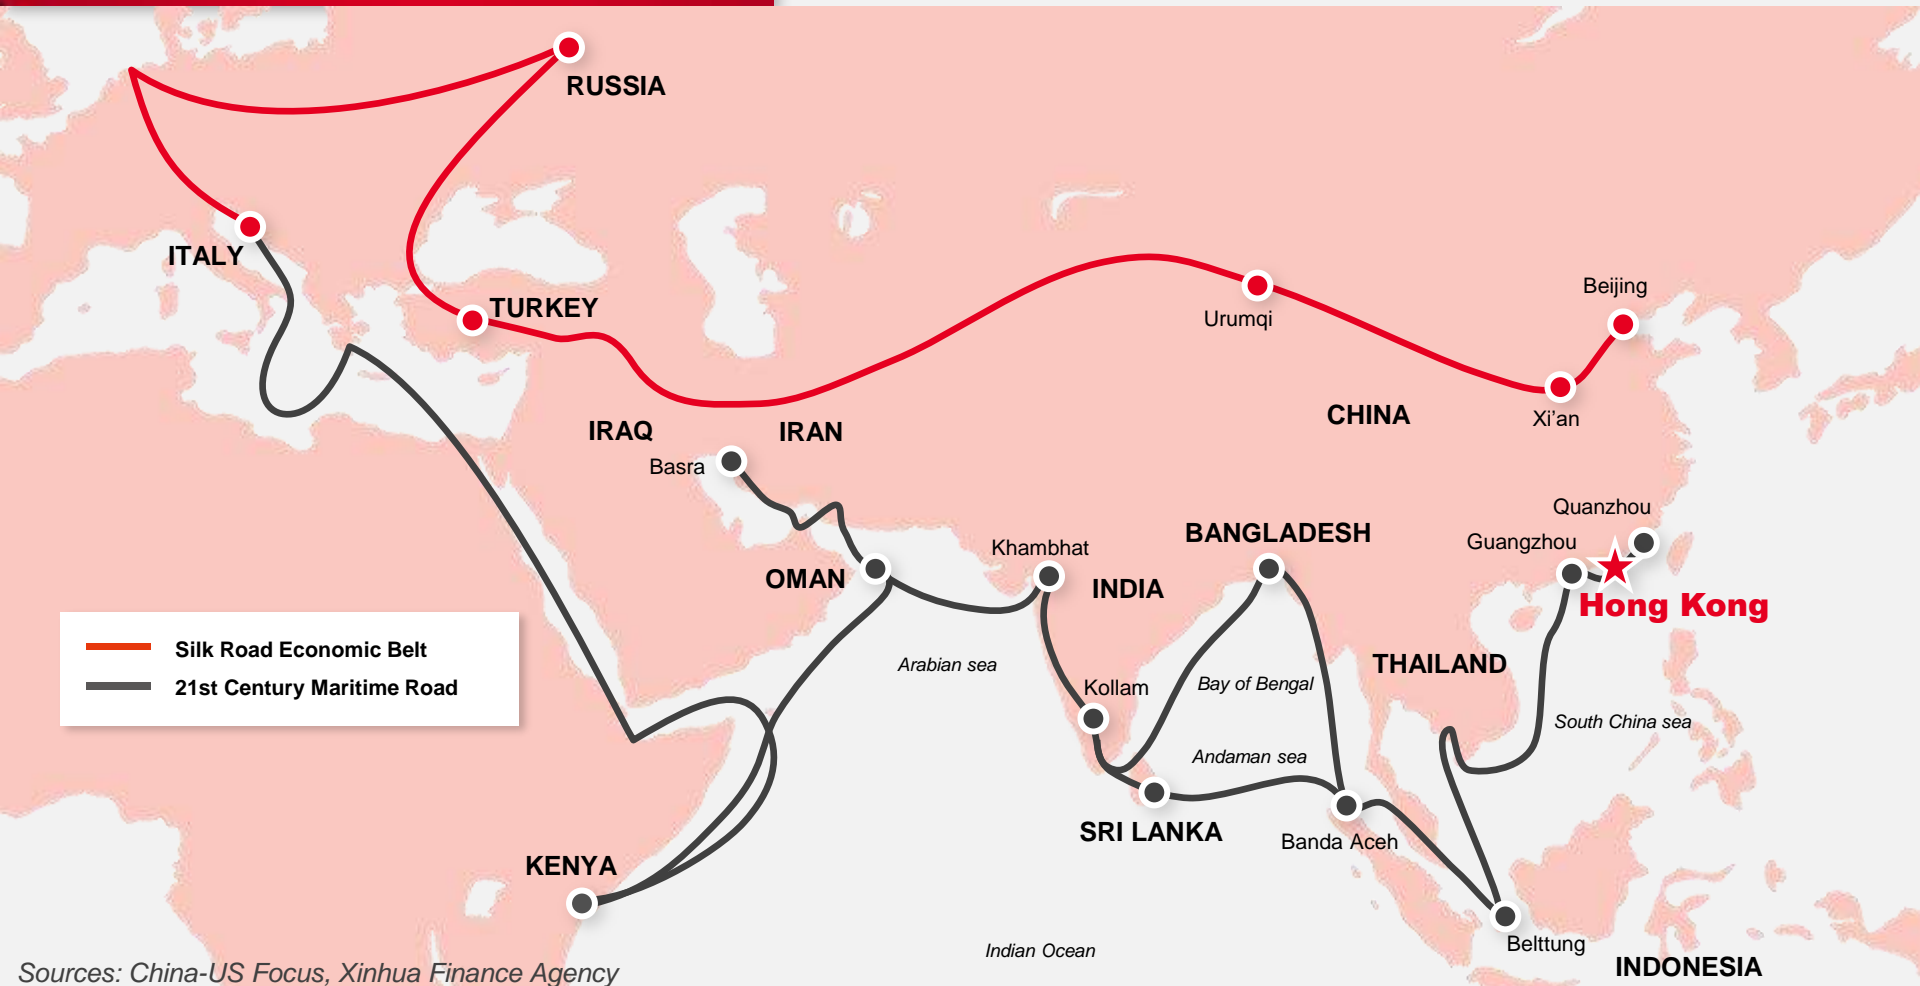 RUSSIA
ITALY
TURKEY
Beijing
Urumqi
CHINA
Xi’an
IRAQ
IRAN
Basra
Quanzhou
BANGLADESH
Guangzhou
Khambhat
OMAN
INDIA
Hong Kong
Silk Road Economic Belt
21st Century Maritime Road
Arabian sea
THAILAND
Kollam
Bay of Bengal
South China sea
Andaman sea
SRI LANKA
Banda Aceh
KENYA
Belttung
Indian Ocean
INDONESIA
Sources: China-US Focus, Xinhua Finance Agency